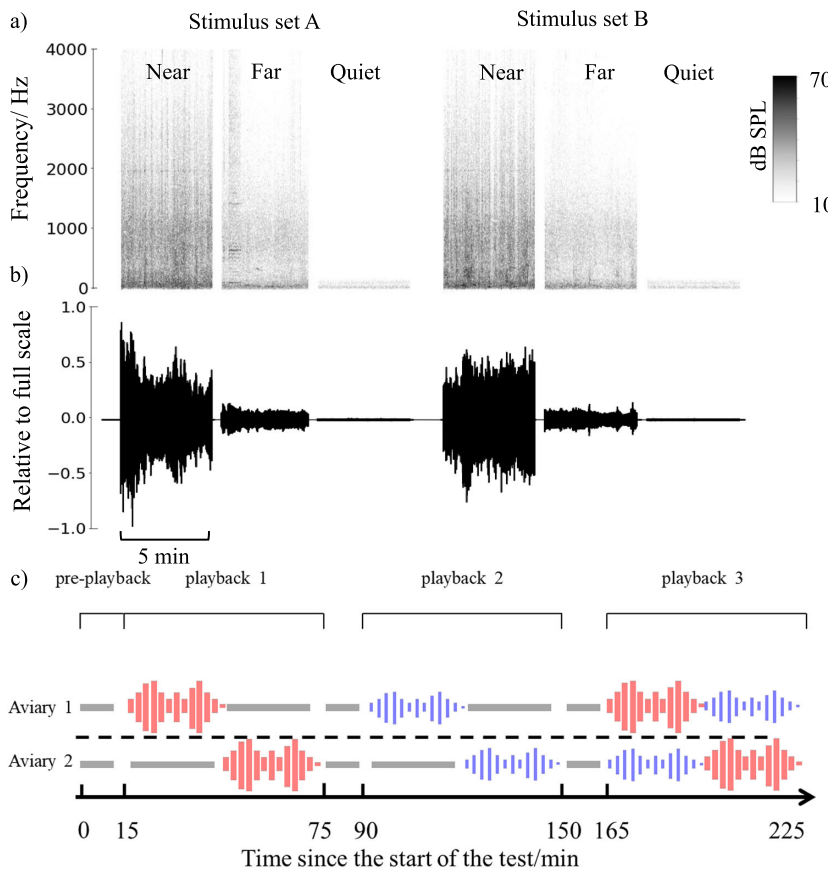 a)
Stimulus set A
Stimulus set B
4000
3000
2000
1000
0
Frequency/ Hz
Near
Far
Quiet
Near
Far
Quiet
dB SPL
70
10
b)
1.0
0.5
0.0
−0.5
−1.0
Relative to full scale
5 min
c)
pre-playback
playback 1
playback 2
playback 3
Aviary 1
Aviary 2
0
15
75
90
150
165
225
Time since the start of the test/min